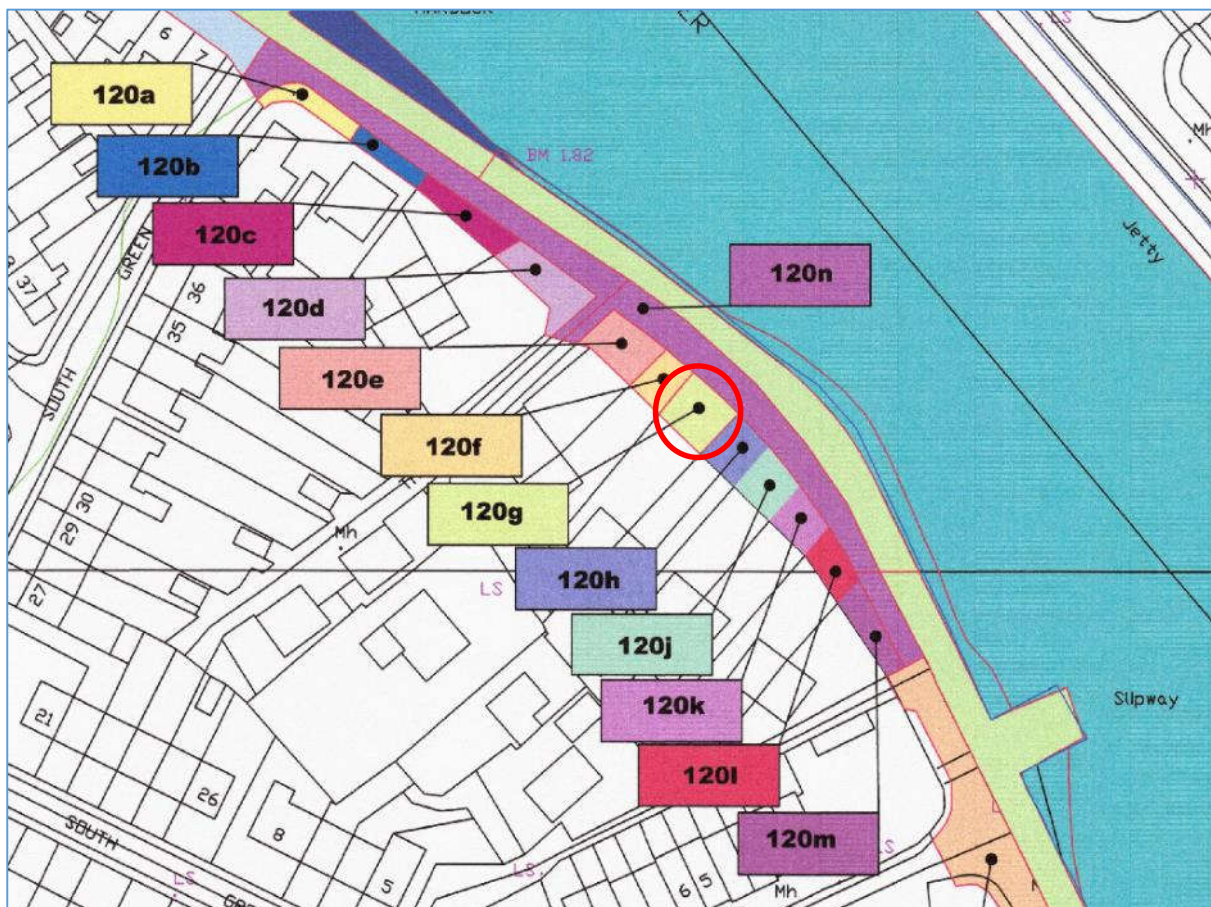 6
7
120a
120b
120c
120d
120e
120f
120g
120h
120j
120k
120l
120m
120n
BM 1.82
LS
Mh
Jetty
GREEN
SOUTH
37
36
35
30
29
27
Mh
LS
Slipway
21
26
8
5
SOUTH
LS
LS
6 5
Mh